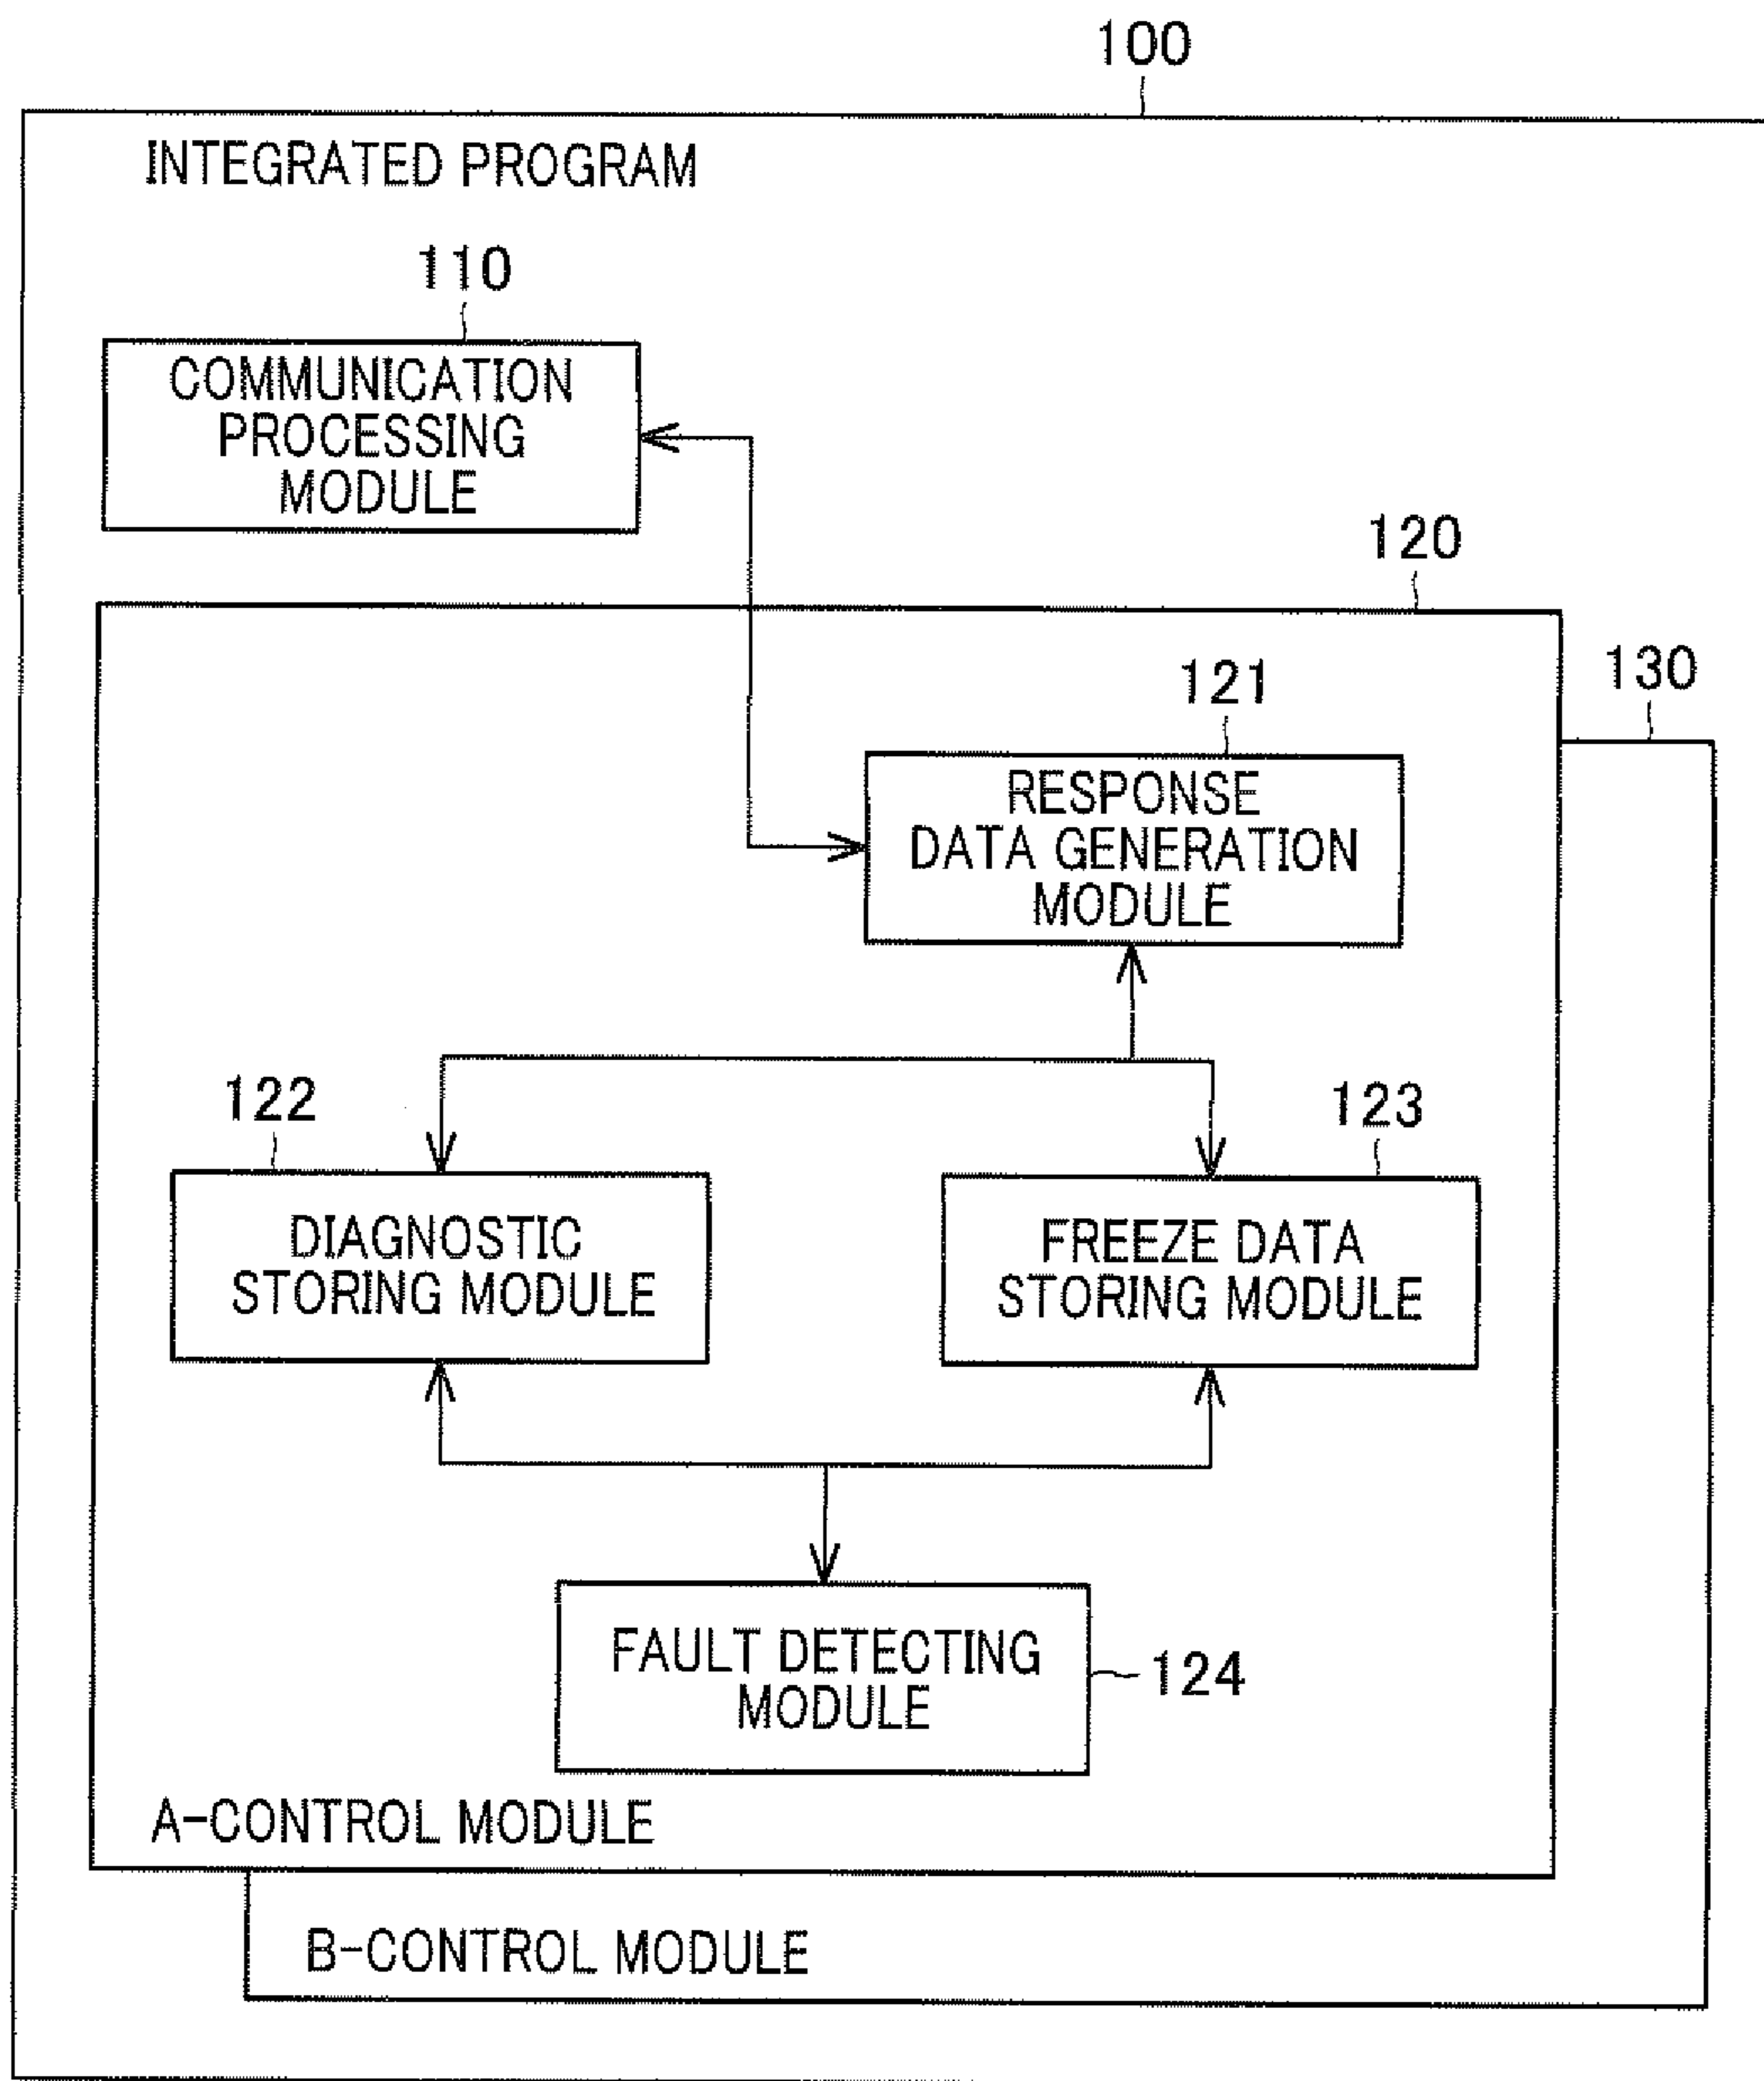 100
INTEGRATED PROGRAM
110
COMMUNICATION
PROCESSING
MODULE
120
130
121
RESPONSE
DATA GENERATION
MODULE
122
123
DIAGNOSTIC
STORING MODULE
FREEZE DATA
STORING MODULE
FAULT DETECTING
MODULE
124
A-CONTROL MODULE
B-CONTROL MODULE